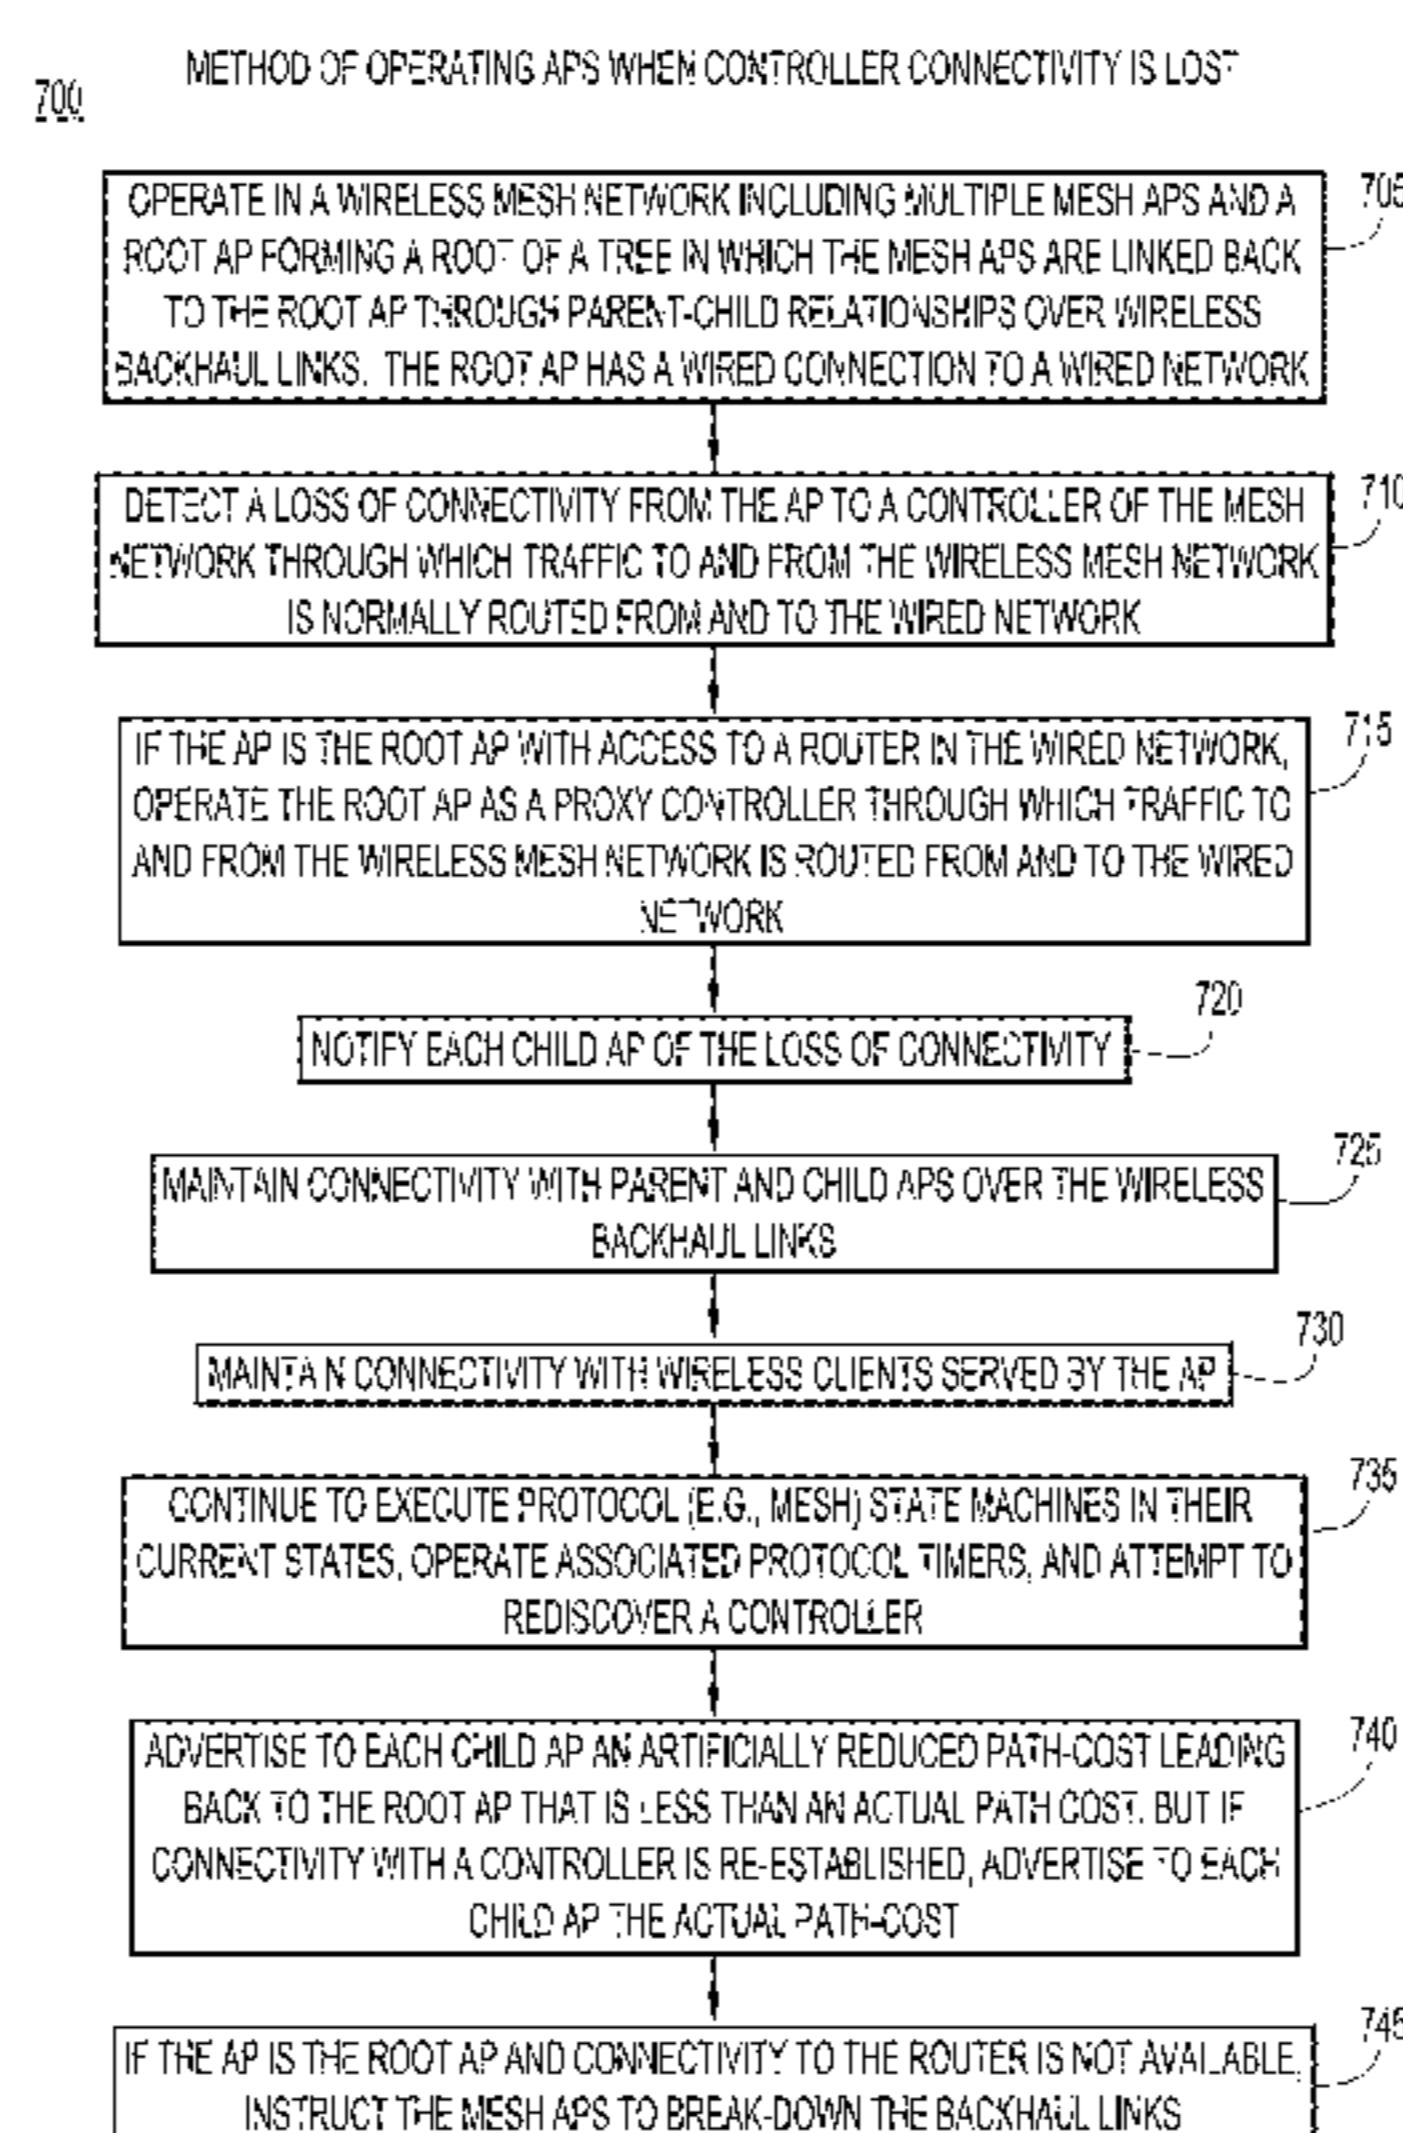 METHOD OF OPERATING APS WHEN CONTROLLER CONNECTIVITY IS LOST
700
705
OPERATE IN A WIRELESS MESH NETWORK INCLUDING MULTIPLE MESH APS AND A
ROOT AP FORMING A ROOT OF A TREE IN WHICH THE MESH APS ARE LINKED BACK
TO THE ROOT AP THROUGH PARENT-CHILD RELATIONSHIPS OVER WIRELESS
BACKHAUL LINKS. THE ROOT AP HAS A WIRED CONNECTION TO A WIRED NETWORK
710
DETECT A LOSS OF CONNECTIVITY FROM THE AP TO A CONTROLLER OF THE MESH
NETWORK THROUGH WHICH TRAFFIC TO AND FROM THE WIRELESS MESH NETWORK
IS NORMALLY ROUTED FROM AND TO THE WIRED NETWORK
715
IF THE AP IS THE ROOT AP WITH ACCESS TO A ROUTER IN THE WIRED NETWORK,
OPERATE THE ROOT AP AS A PROXY CONTROLLER THROUGH WHICH TRAFFIC TO
AND FROM THE WIRELESS MESH NETWORK IS ROUTED FROM AND TO THE WIRED
NETWORK
720
NOTIFY EACH CHILD AP OF THE LOSS OF CONNECTIVITY
725
MAINTAIN CONNECTIVITY WITH PARENT AND CHILD APS OVER THE WIRELESS
BACKHAUL LINKS
730
MAINTAIN CONNECTIVITY WITH WIRELESS CLIENTS SERVED BY THE AP
735
CONTINUE TO EXECUTE PROTOCOL (E.G., MESH) STATE MACHINES IN THEIR
CURRENT STATES, OPERATE ASSOCIATED PROTOCOL TIMERS, AND ATTEMPT TO
REDISCOVER A CONTROLLER
740
ADVERTISE TO EACH CHILD AP AN ARTIFICIALLY REDUCED PATH-COST LEADING
BACK TO THE ROOT AP THAT IS LESS THAN AN ACTUAL PATH COST. BUT IF
CONNECTIVITY WITH A CONTROLLER IS RE-ESTABLISHED, ADVERTISE TO EACH
CHILD AP THE ACTUAL PATH-COST
745
IF THE AP IS THE ROOT AP AND CONNECTIVITY TO THE ROUTER IS NOT AVAILABLE,
INSTRUCT THE MESH APS TO BREAK-DOWN THE BACKHAUL LINKS